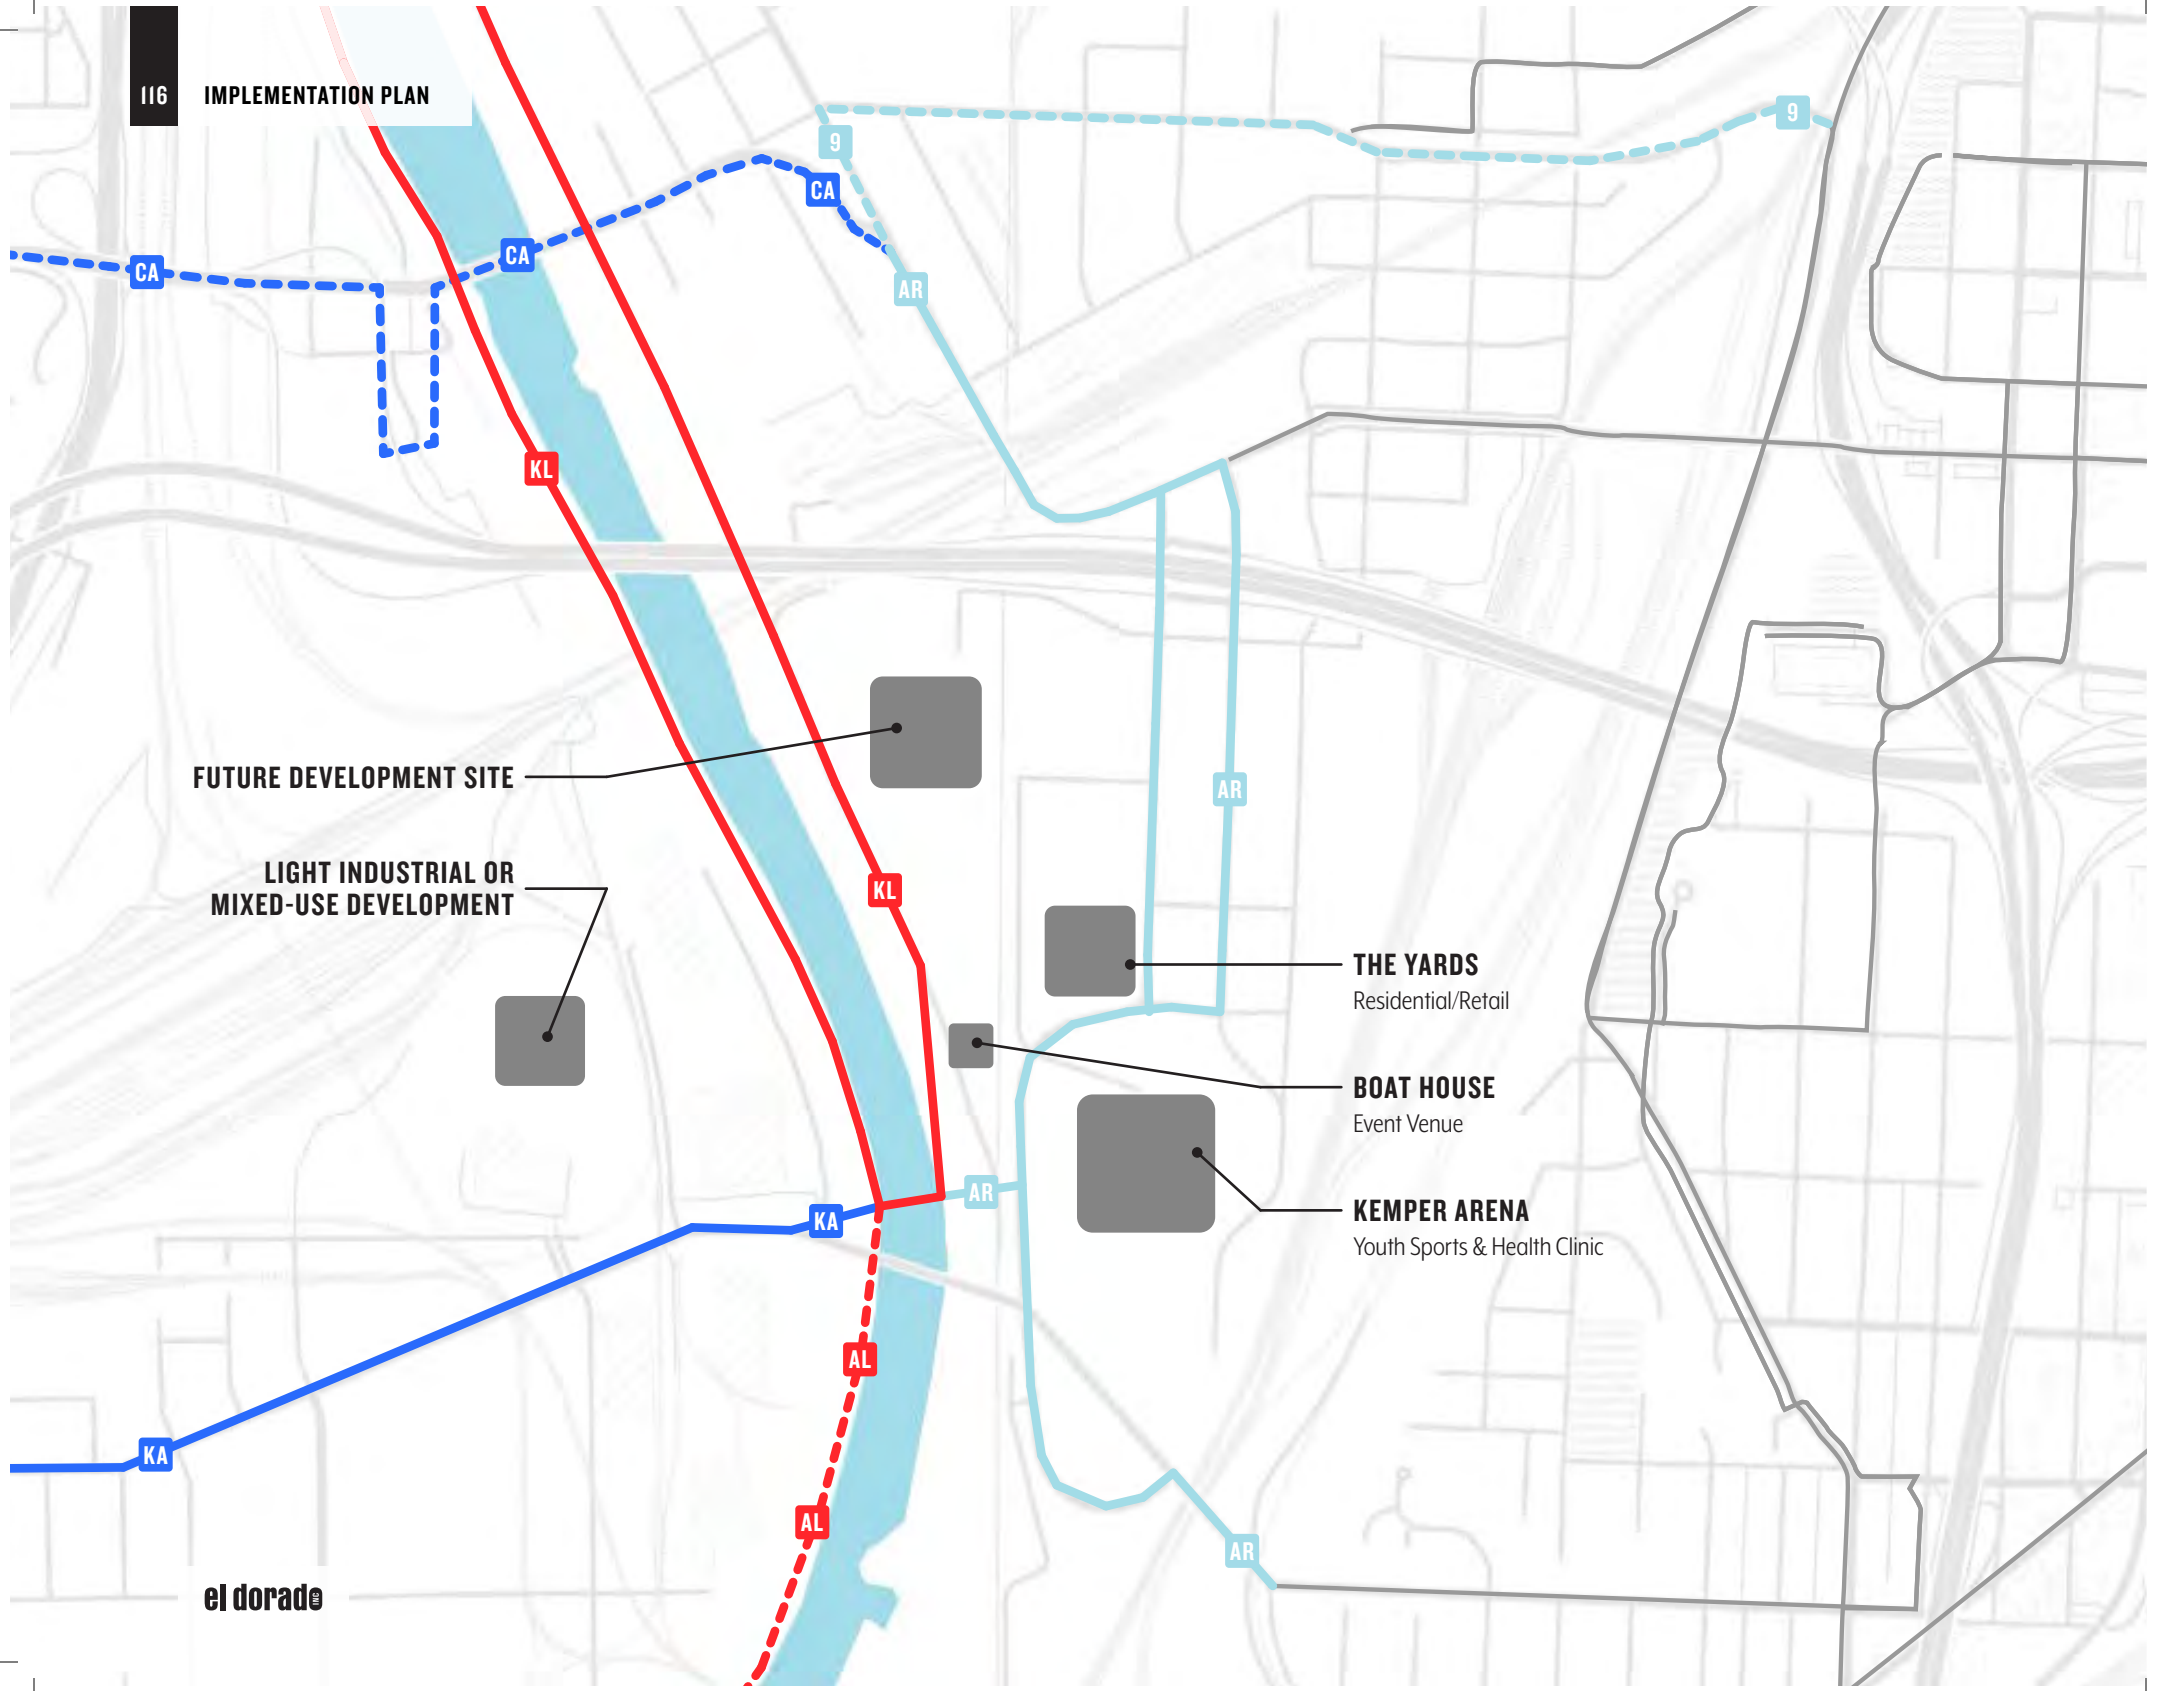 116
IMPLEMENTATION PLAN
9
9
CA
CA
CA
AR
KL
AR
FUTURE DEVELOPMENT SITE
LIGHT INDUSTRIAL OR
MIXED-USE DEVELOPMENT
KL
THE YARDS
Residential/Retail
BOAT HOUSE
Event Venue
AR
KA
KEMPER ARENA
Youth Sports & Health Clinic
AL
KA
AL
AR
el dorado
INC